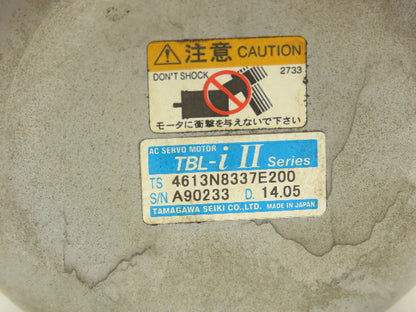 注意 CAUTION
DON'T SHOCK 2733
モータに衝撃を与えないで下さい
AC SERVO MOTOR
TBL-i II Series
TS 4613N8337E200
S/N A90233 D. 14.05
TAMAGAWA SEIKI CO.,LTD. MADE IN JAPAN